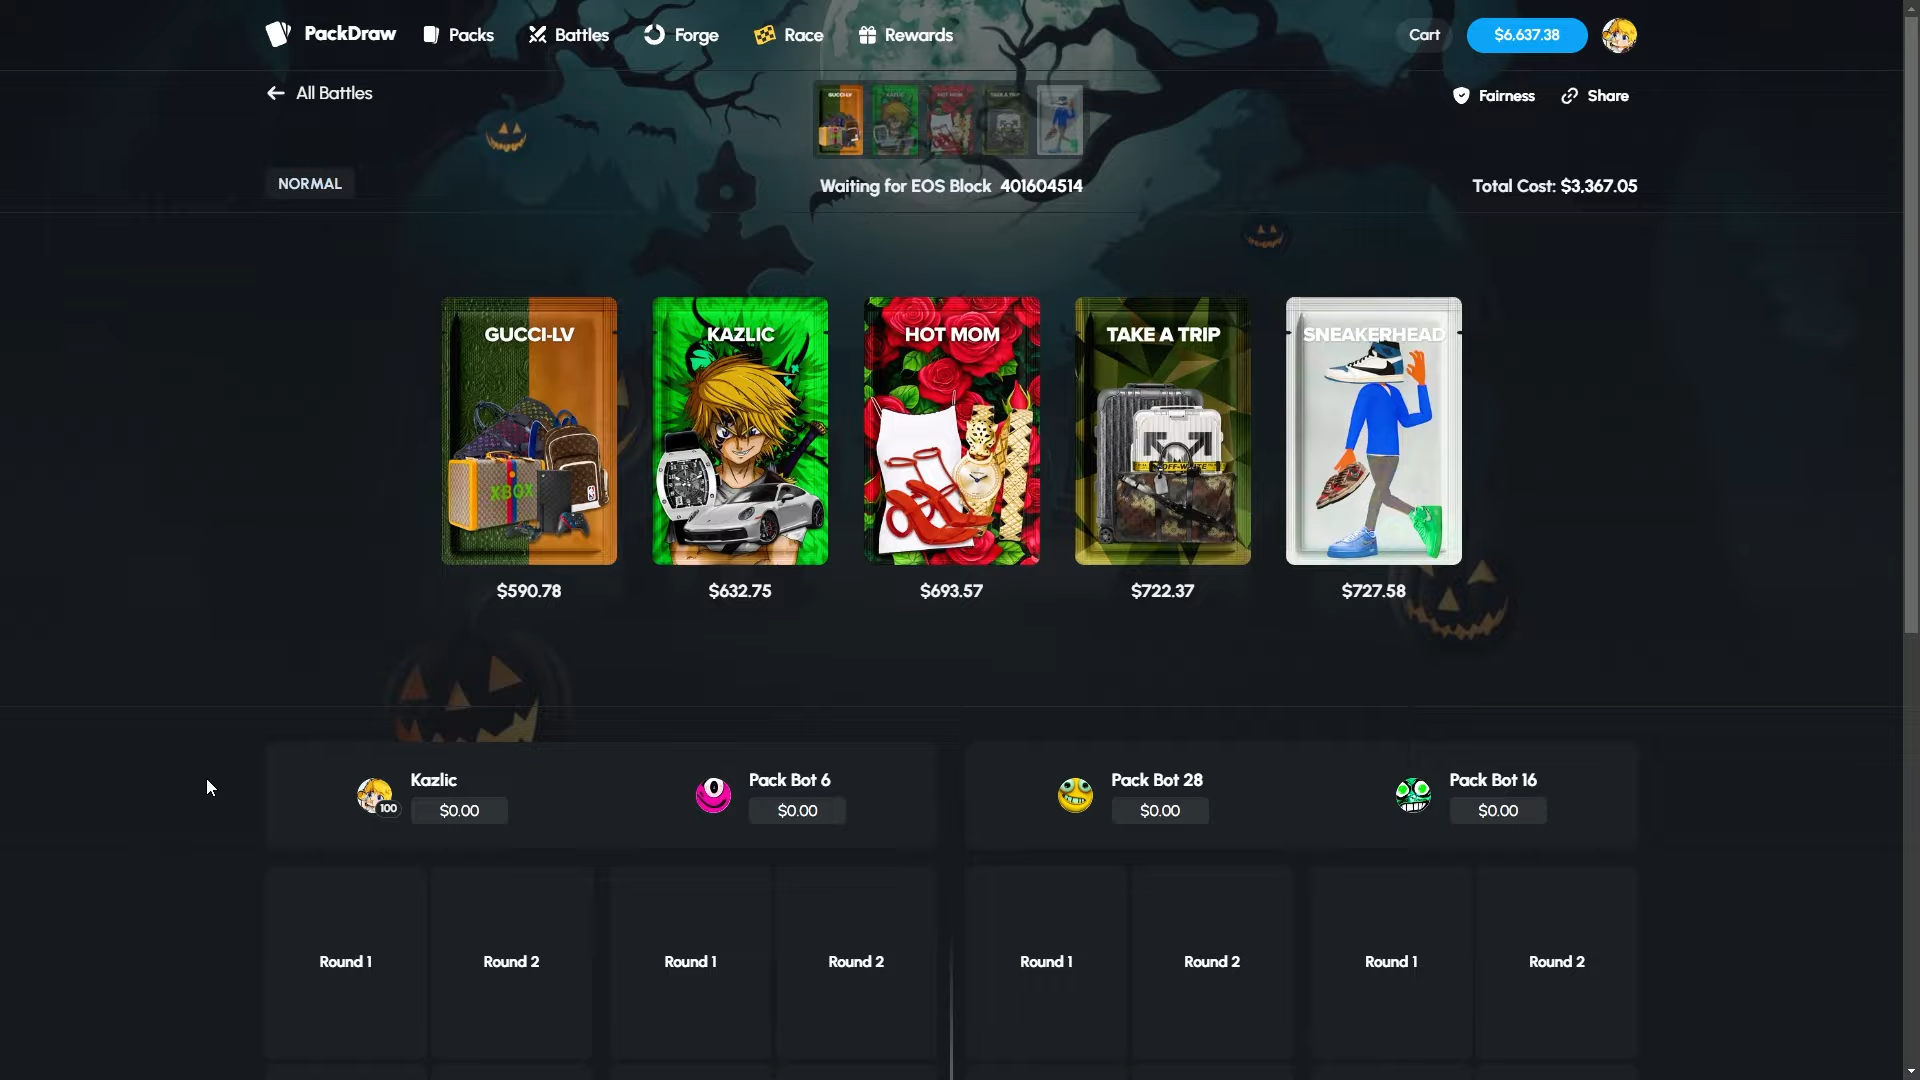 PackDraw
Packs
Battles
Forge
Race
Rewards
Cart
$6,637.38
All Battles
Fairness
Share
NORMAL
Waiting for EOS Block 401604514
Total Cost: $3,367.05
GUCCI-LV
KAZLIC
HOT MOM
TAKE A TRIP
SNEAKERHEAD
XBOX
OFF-WHITE
$590.78
$632.75
$693.57
$722.37
$727.58
Kazlic
100
$0.00
Pack Bot 6
$0.00
Pack Bot 28
$0.00
Pack Bot 16
$0.00
Round 1
Round 2
Round 1
Round 2
Round 1
Round 2
Round 1
Round 2